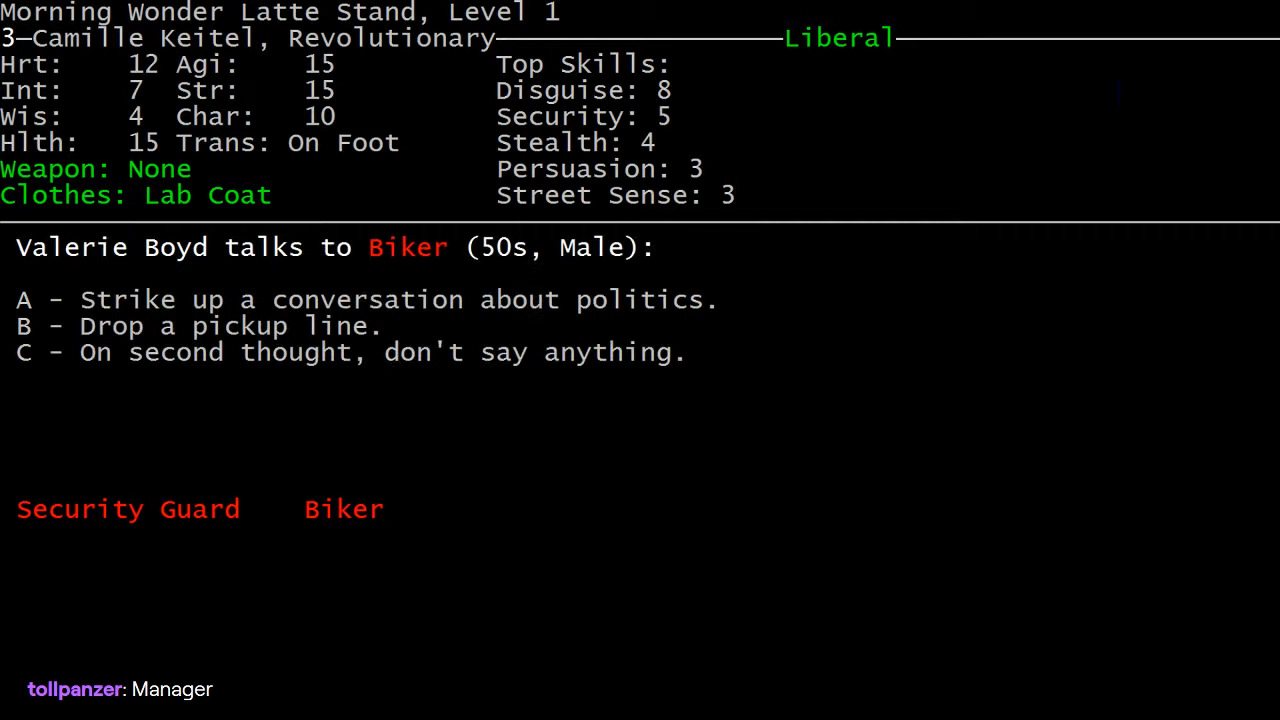 Morning Wonder Latte Stand, Level 1
3—Camille Keitel, Revolutionary——Liberal——
Hrt: 12 Agi: 15 Top Skills:
Int: 7 Str: 15 Disguise: 8
Wis: 4 Char: 10 Security: 5
Hlth: 15 Trans: On Foot Stealth: 4
Weapon: None Persuasion: 3
Clothes: Lab Coat Street Sense: 3
Valerie Boyd talks to Biker (50s, Male):
A - Strike up a conversation about politics.
B - Drop a pickup line.
C - On second thought, don't say anything.
Security Guard Biker
tollpanzer: Manager